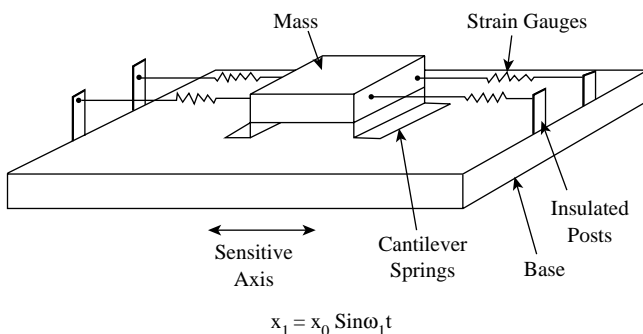 Mass
Strain Gauges
Insulated
Posts
Sensitive
Axis
Cantilever
Springs
Base
x₁ = x₀ Sinω₁t